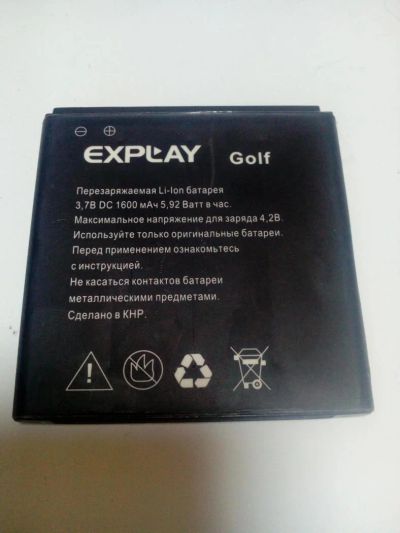 EXPLAY Golf
Перезаряжаемая Li-Ion батарея
3,7В DC 1600 мАч 5,92 Ватт в час.
Максимальное напряжение для заряда 4,2В.
Используйте только оригинальные батареи.
Перед применением ознакомьтесь
с инструкцией.
Не касаться контактов батареи
металлическими предметами.
Сделано в КНР.